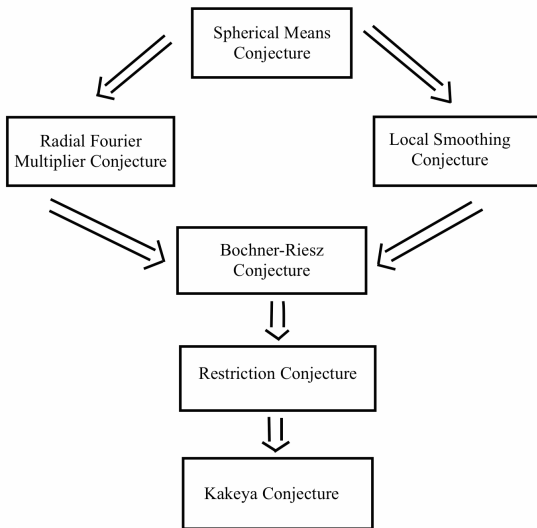 Spherical Means
Conjecture
Radial Fourier
Multiplier Conjecture
Local Smoothing
Conjecture
Bochner-Riesz
Conjecture
Restriction Conjecture
Kakeya Conjecture